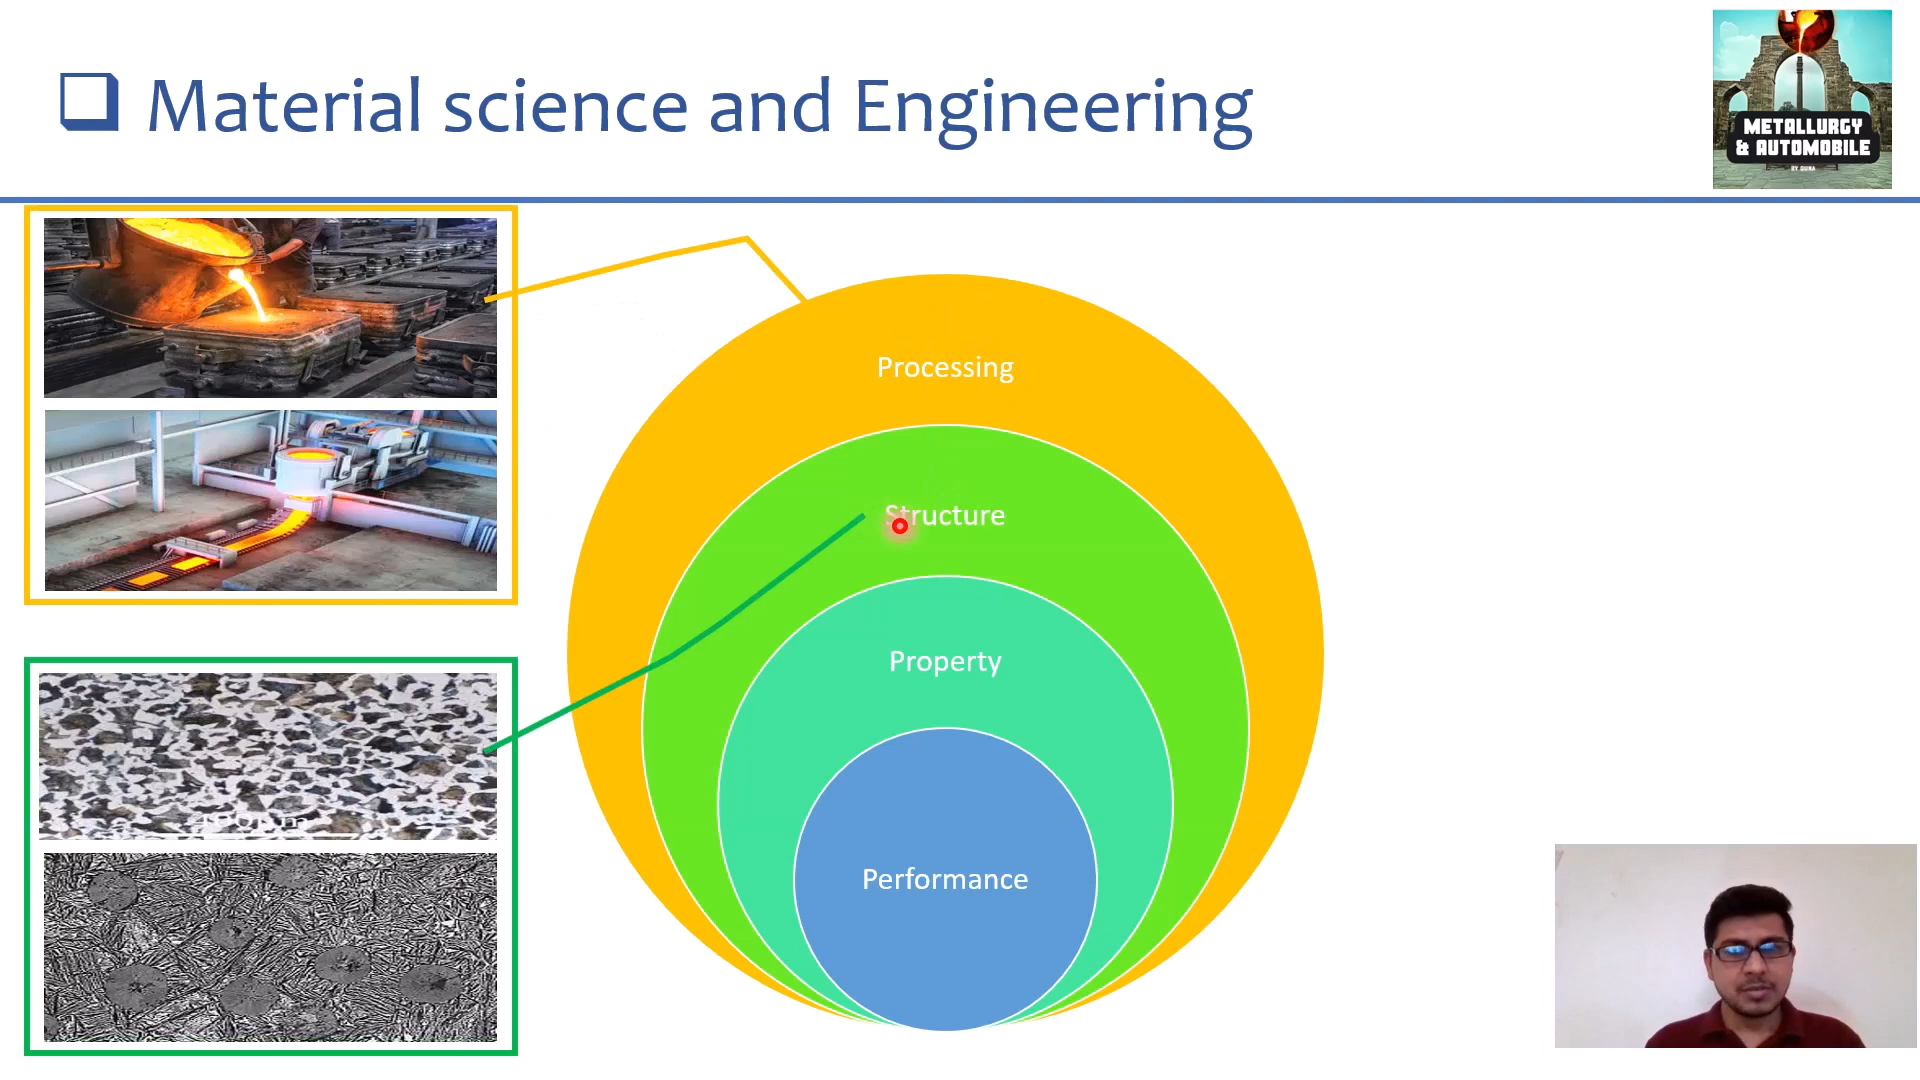 Material science and Engineering
METALLURGY
& AUTOMOBILE
Processing
Structure
Property
Performance